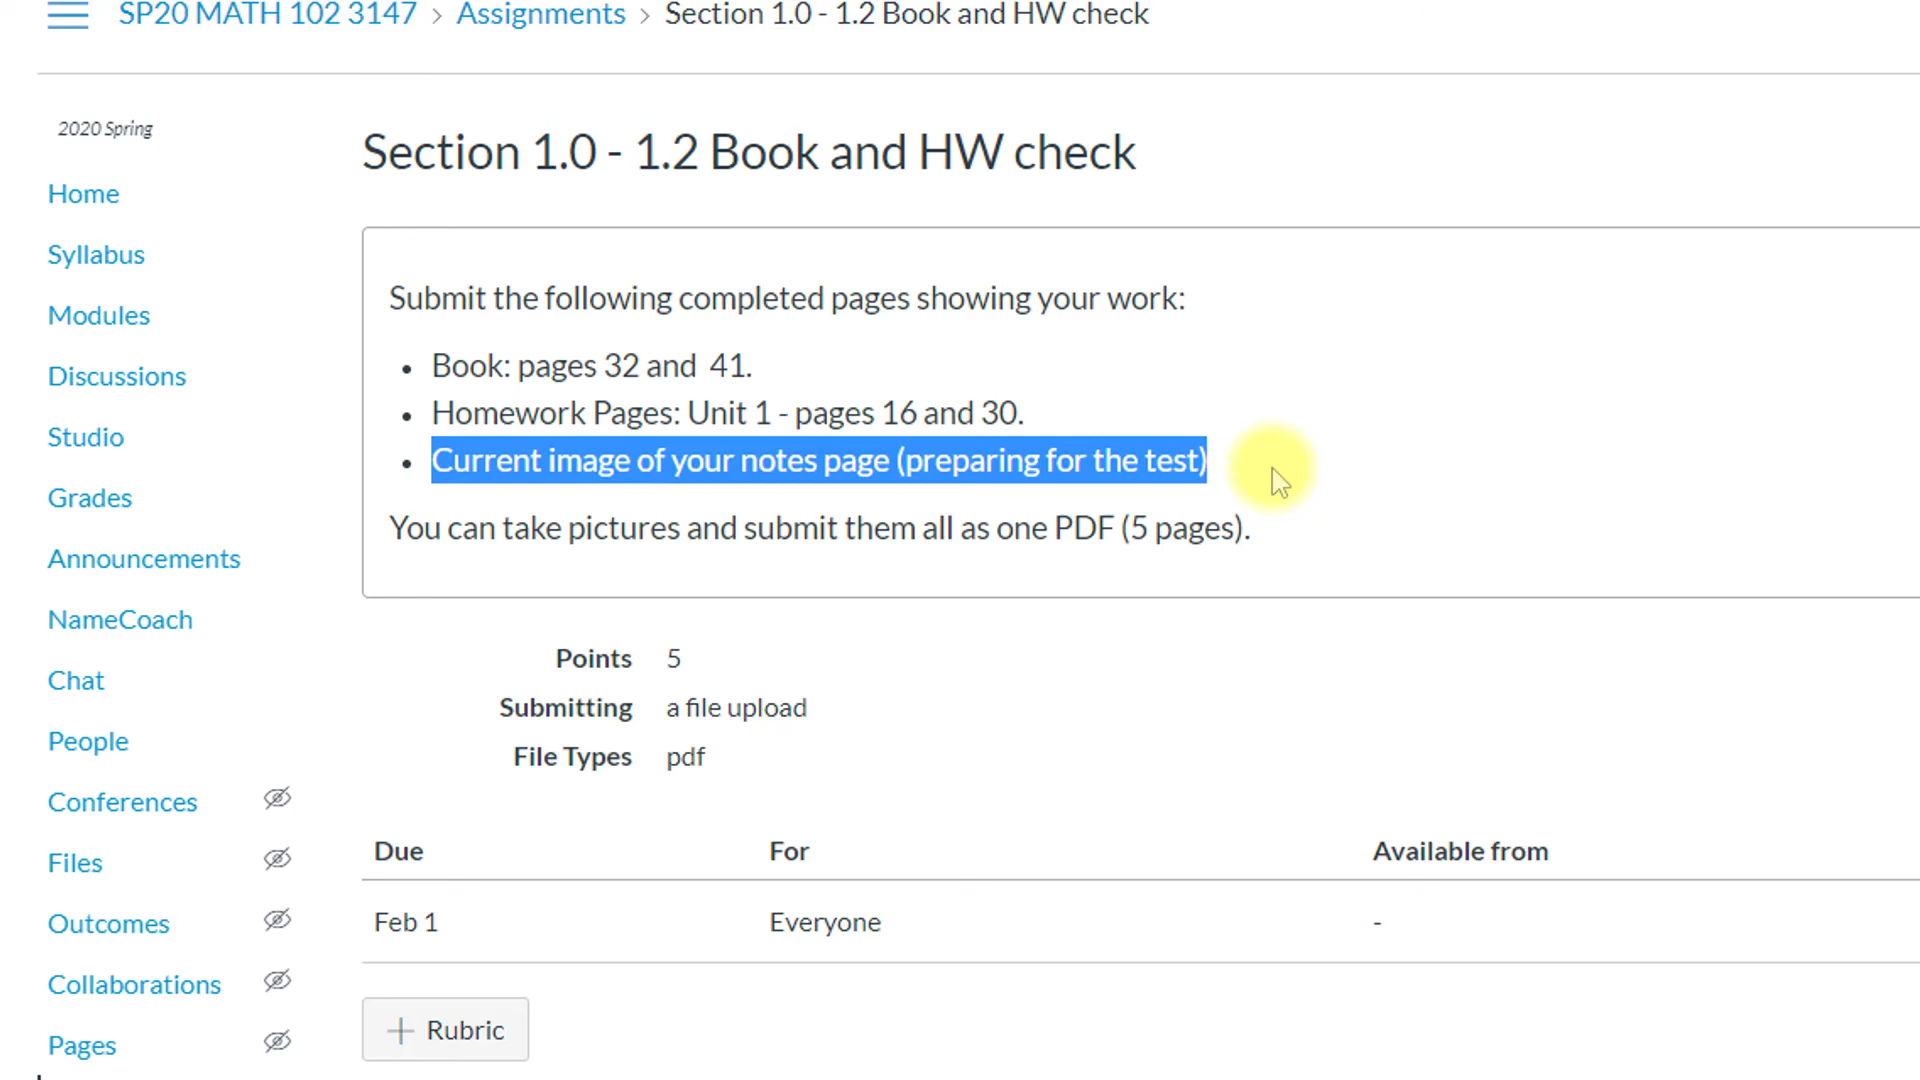 SP20 MATH 102 3147 > Assignments > Section 1.0 - 1.2 Book and HW check
2020 Spring
Home
Syllabus
Modules
Discussions
Studio
Grades
Announcements
NameCoach
Chat
People
Conferences
Files
Outcomes
Collaborations
Pages
Section 1.0 - 1.2 Book and HW check
Submit the following completed pages showing your work:
• Book: pages 32 and 41.
• Homework Pages: Unit 1 - pages 16 and 30.
• Current image of your notes page (preparing for the test)
You can take pictures and submit them all as one PDF (5 pages).
Points 5
Submitting a file upload
File Types pdf
Due For Available from
Feb 1 Everyone -
+ Rubric